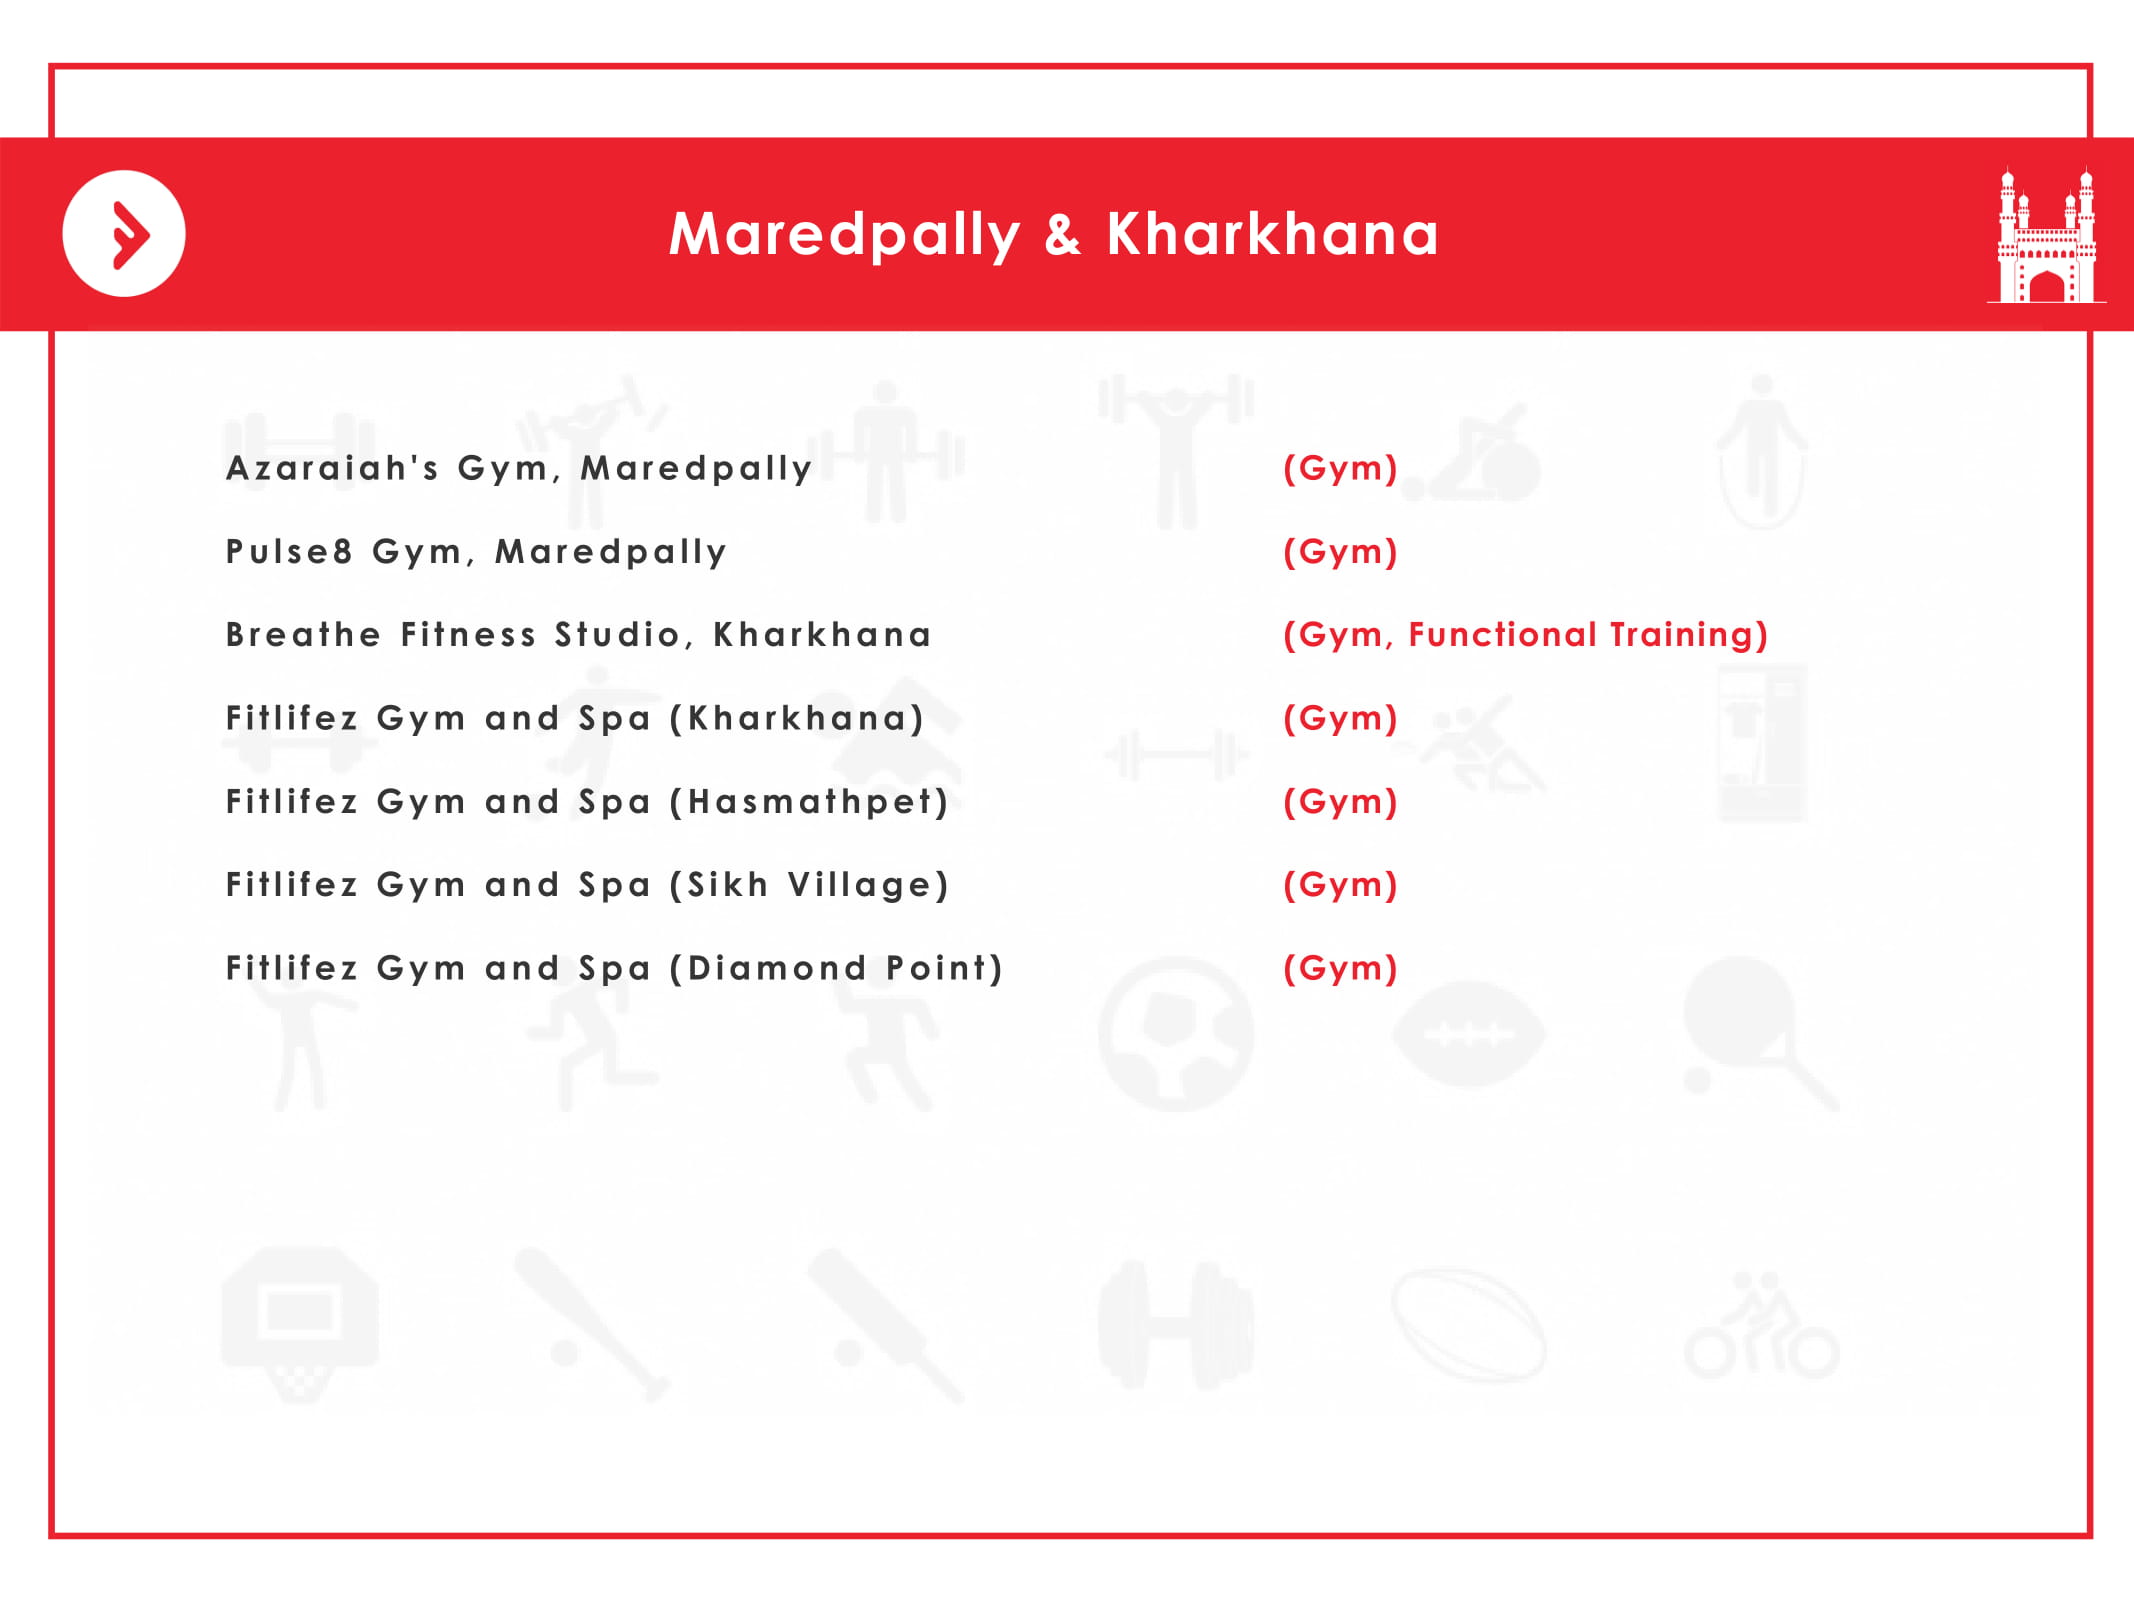 Maredpally & Kharkhana
Azaraiah's Gym, Maredpally (Gym)
Pulse8 Gym, Maredpally (Gym)
Breathe Fitness Studio, Kharkhana (Gym, Functional Training)
Fitlifez Gym and Spa (Kharkhana) (Gym)
Fitlifez Gym and Spa (Hasmathpet) (Gym)
Fitlifez Gym and Spa (Sikh Village) (Gym)
Fitlifez Gym and Spa (Diamond Point) (Gym)